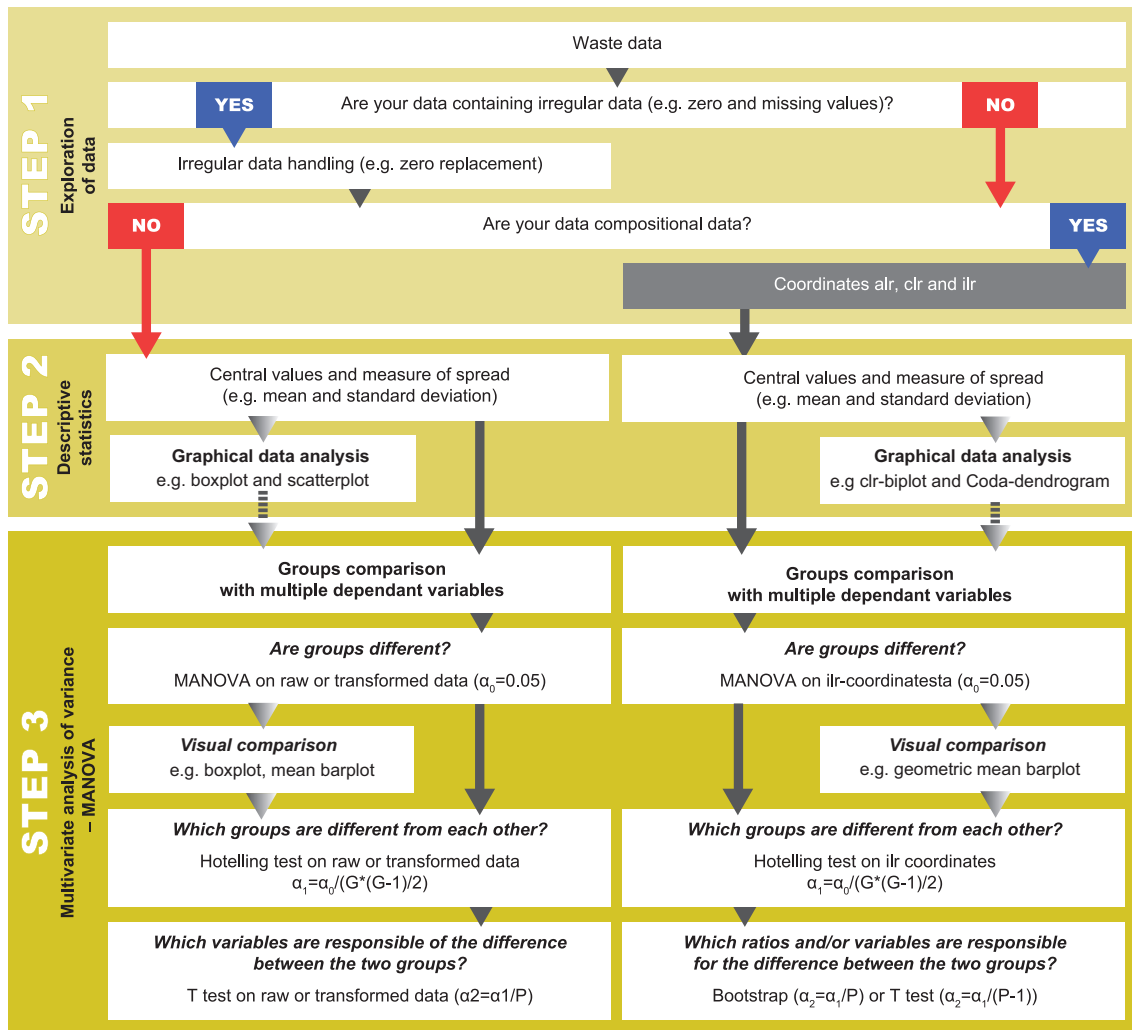 STEP 1
Exploration
of data
Waste data
YES
Are your data containing irregular data (e.g. zero and missing values)?
NO
Irregular data handling (e.g. zero replacement)
NO
Are your data compositional data?
YES
Coordinates alr, clr and ilr
STEP 2
Descriptive
statistics
Central values and measure of spread
(e.g. mean and standard deviation)
Graphical data analysis
e.g. boxplot and scatterplot
Central values and measure of spread
(e.g. mean and standard deviation)
Graphical data analysis
e.g clr-biplot and Coda-dendrogram
STEP 3
Multivariate analysis of variance
– MANOVA
Groups comparison
with multiple dependant variables
Are groups different?
MANOVA on raw or transformed data (α₀=0.05)
Visual comparison
e.g. boxplot, mean barplot
Which groups are different from each other?
Hotelling test on raw or transformed data
α₁=α₀/(G*(G-1)/2)
Which variables are responsible of the difference
between the two groups?
T test on raw or transformed data (α2=α1/P)
Groups comparison
with multiple dependant variables
Are groups different?
MANOVA on ilr-coordinatesta (α₀=0.05)
Visual comparison
e.g. geometric mean barplot
Which groups are different from each other?
Hotelling test on ilr coordinates
α₁=α₀/(G*(G-1)/2)
Which ratios and/or variables are responsible
for the difference between the two groups?
Bootstrap (α₂=α₁/P) or T test (α₂=α₁/(P-1))